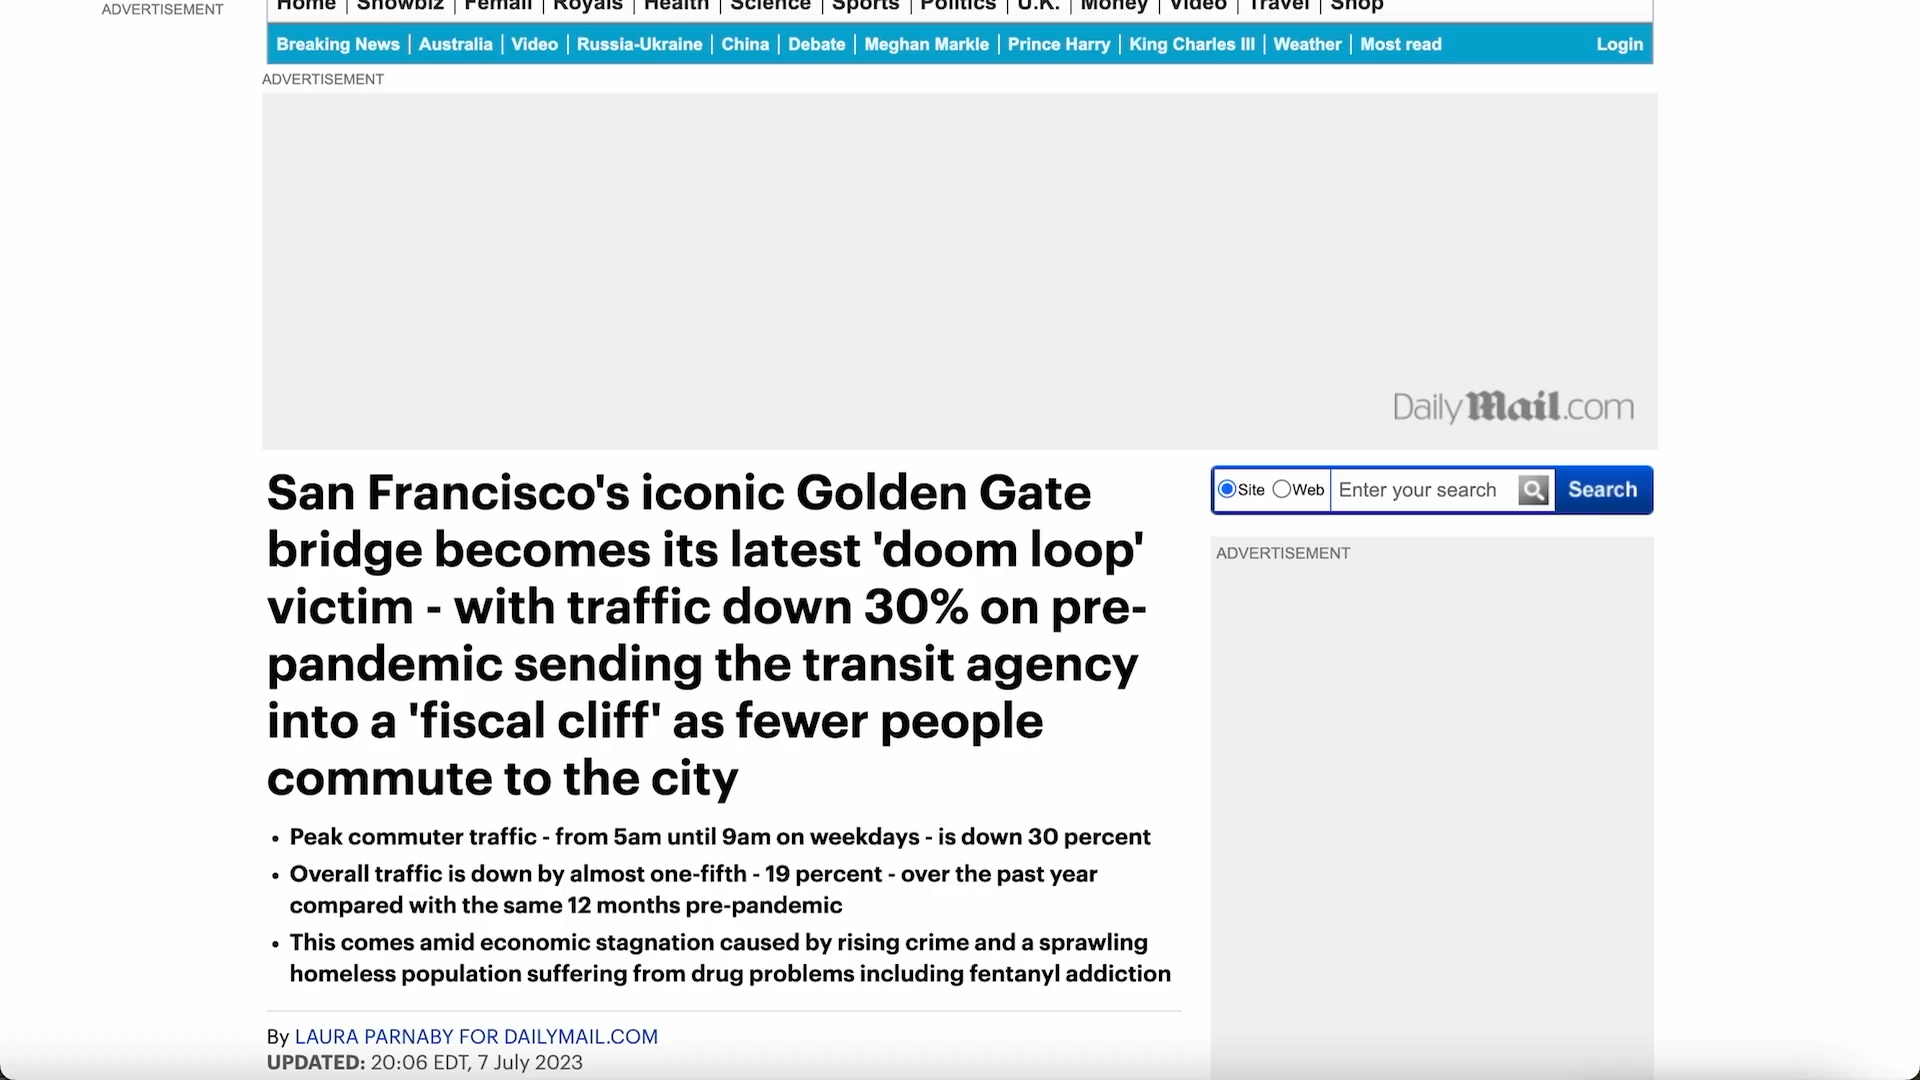 ADVERTISEMENT
Home | Showbiz | Femail | Royals | Health | Science | Sports | Politics | U.K. | Money | Video | Travel | Shop
Breaking News | Australia | Video | Russia-Ukraine | China | Debate | Meghan Markle | Prince Harry | King Charles III | Weather | Most read Login
ADVERTISEMENT
DailyMail.com
San Francisco's iconic Golden Gate
bridge becomes its latest 'doom loop'
victim - with traffic down 30% on pre-
pandemic sending the transit agency
into a 'fiscal cliff' as fewer people
commute to the city
• Peak commuter traffic - from 5am until 9am on weekdays - is down 30 percent
• Overall traffic is down by almost one-fifth - 19 percent - over the past year
compared with the same 12 months pre-pandemic
• This comes amid economic stagnation caused by rising crime and a sprawling
homeless population suffering from drug problems including fentanyl addiction
By LAURA PARNABY FOR DAILYMAIL.COM
UPDATED: 20:06 EDT, 7 July 2023
Site Web Enter your search Search
ADVERTISEMENT